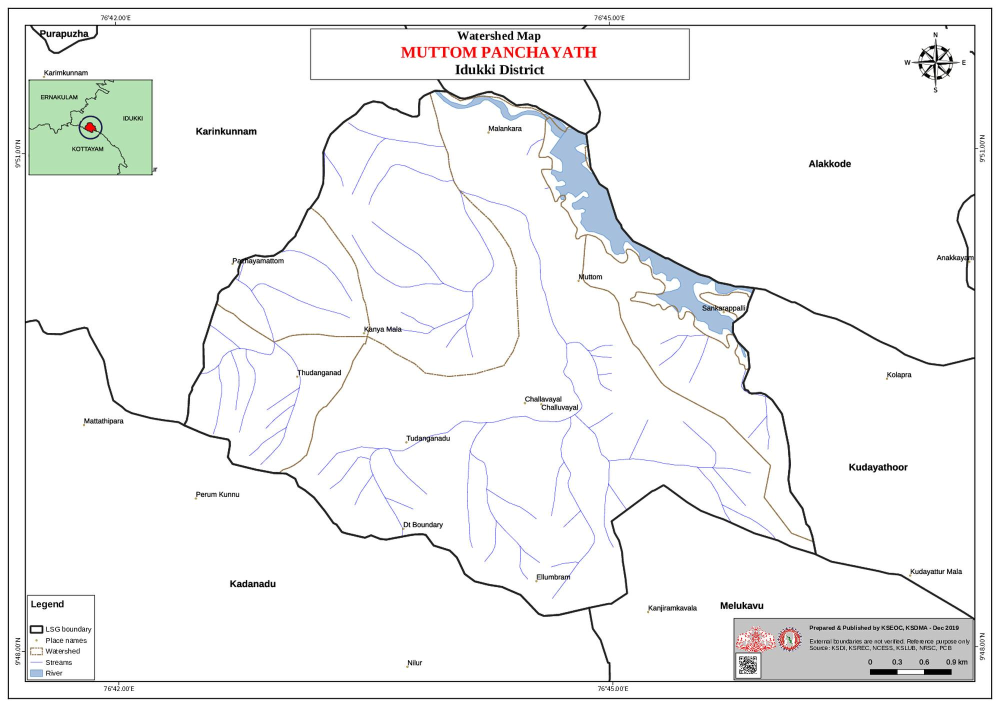 76°42.00'E
76°45.00'E
Watershed Map
MUTTOM PANCHAYATH
Idukki District
Purapuzha
N
W
E
S
Karimkunnam
ERNAKULAM
IDUKKI
KOTTAYAM
9°51.00'N
9°51.00'N
ur
Karinkunnam
Malankara
Alakkode
Anakkayam
Pazhayamattom
Muttom
Sankarappalli
Kanya Mala
Thudanganad
Kolapra
Challavayal
Challuvayal
Mattathipara
Tudanganadu
Kudayathoor
Perum Kunnu
Dt Boundary
Kudayattur Mala
Ellumbram
Kadanadu
Kanjiramkavala
Melukavu
Nilur
Legend
LSG boundary
Place names
Watershed
Streams
River
Prepared & Published by KSEOC, KSDMA - Dec 2019
External boundaries are not verified. Reference purpose only
Source: KSDI, KSREC, NCESS, KSLUB, NRSC, PCB
0 0.3 0.6 0.9 km
9°48.00'N
9°48.00'N
76°42.00'E
76°45.00'E